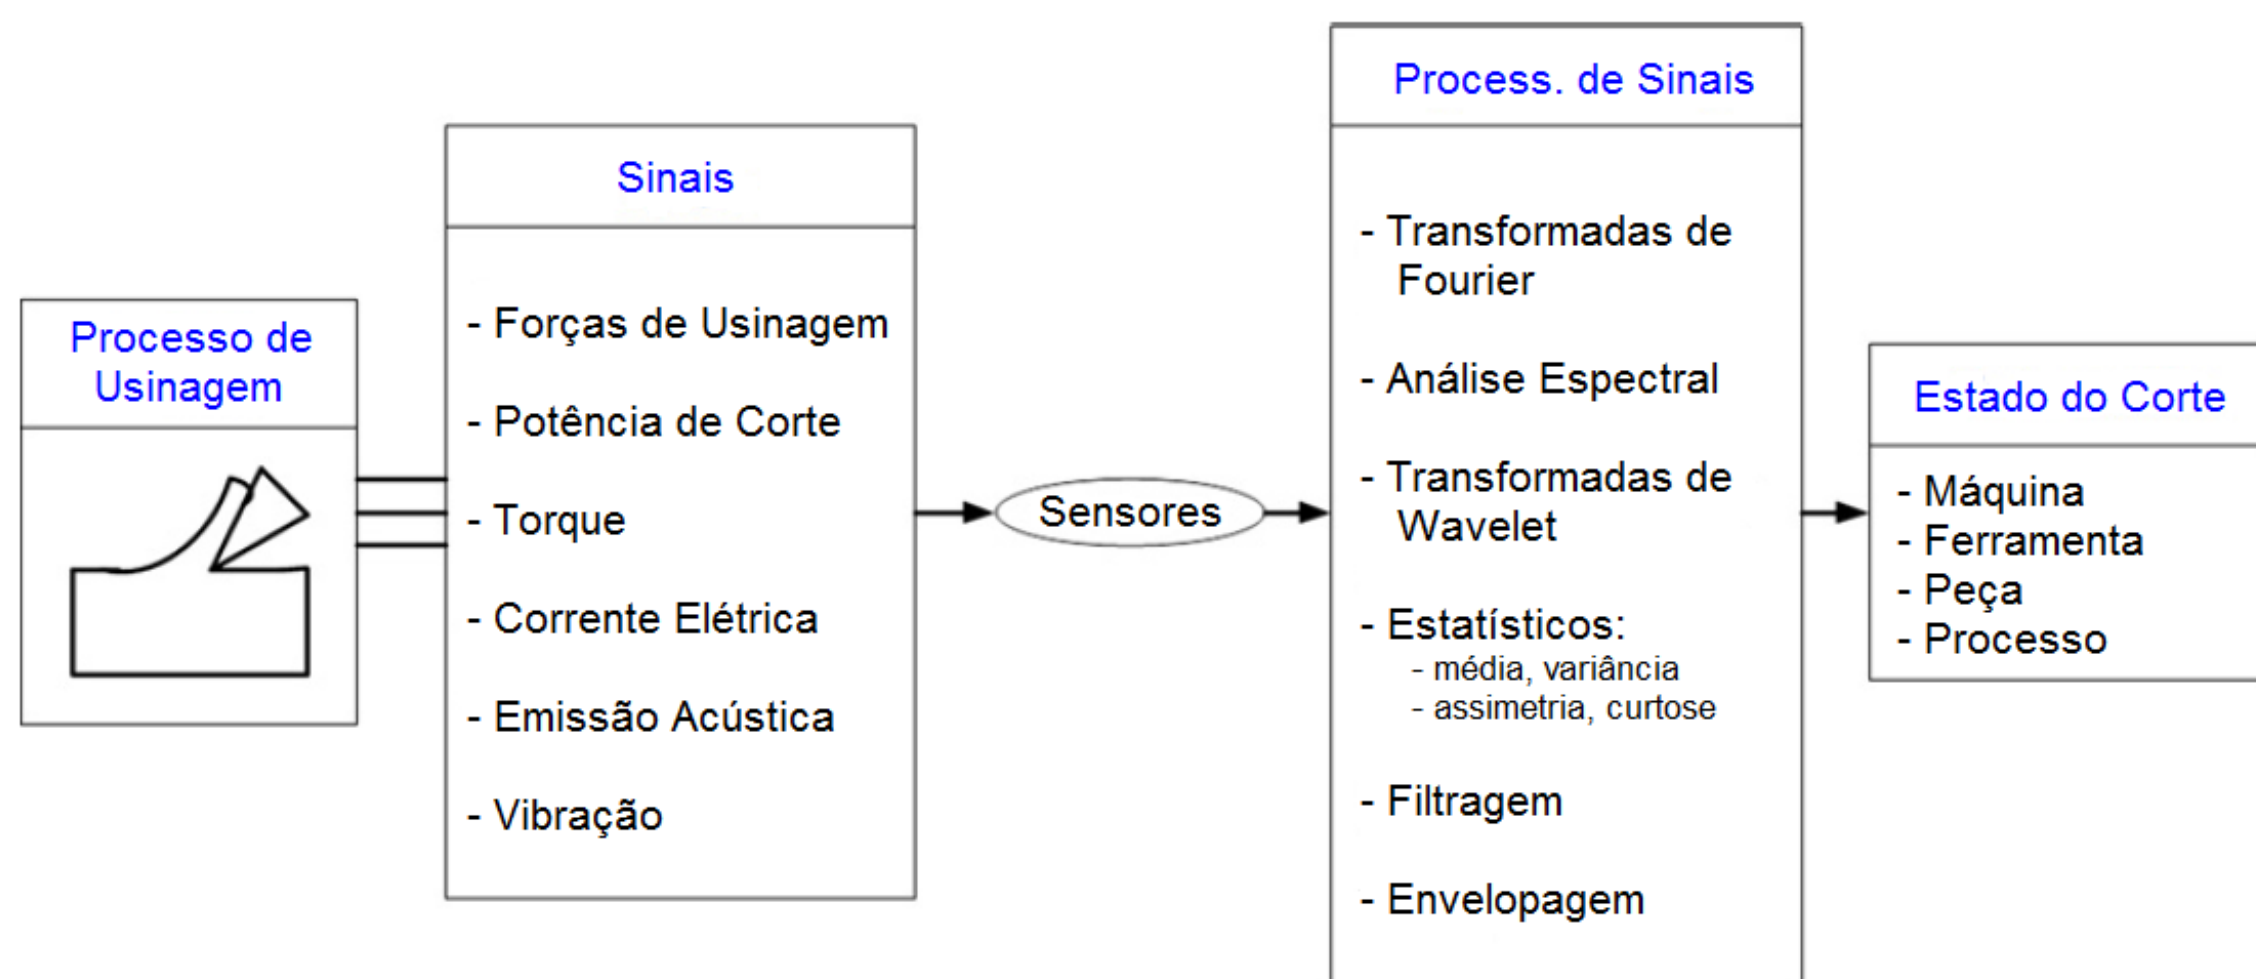 Processo de
Usinagem
Sinais
- Forças de Usinagem
- Potência de Corte
- Torque
- Corrente Elétrica
- Emissão Acústica
- Vibração
Sensores
Process. de Sinais
- Transformadas de
Fourier
- Análise Espectral
- Transformadas de
Wavelet
- Estatísticos:
- média, variância
- assimetria, curtose
- Filtragem
- Envelopagem
Estado do Corte
- Máquina
- Ferramenta
- Peça
- Processo